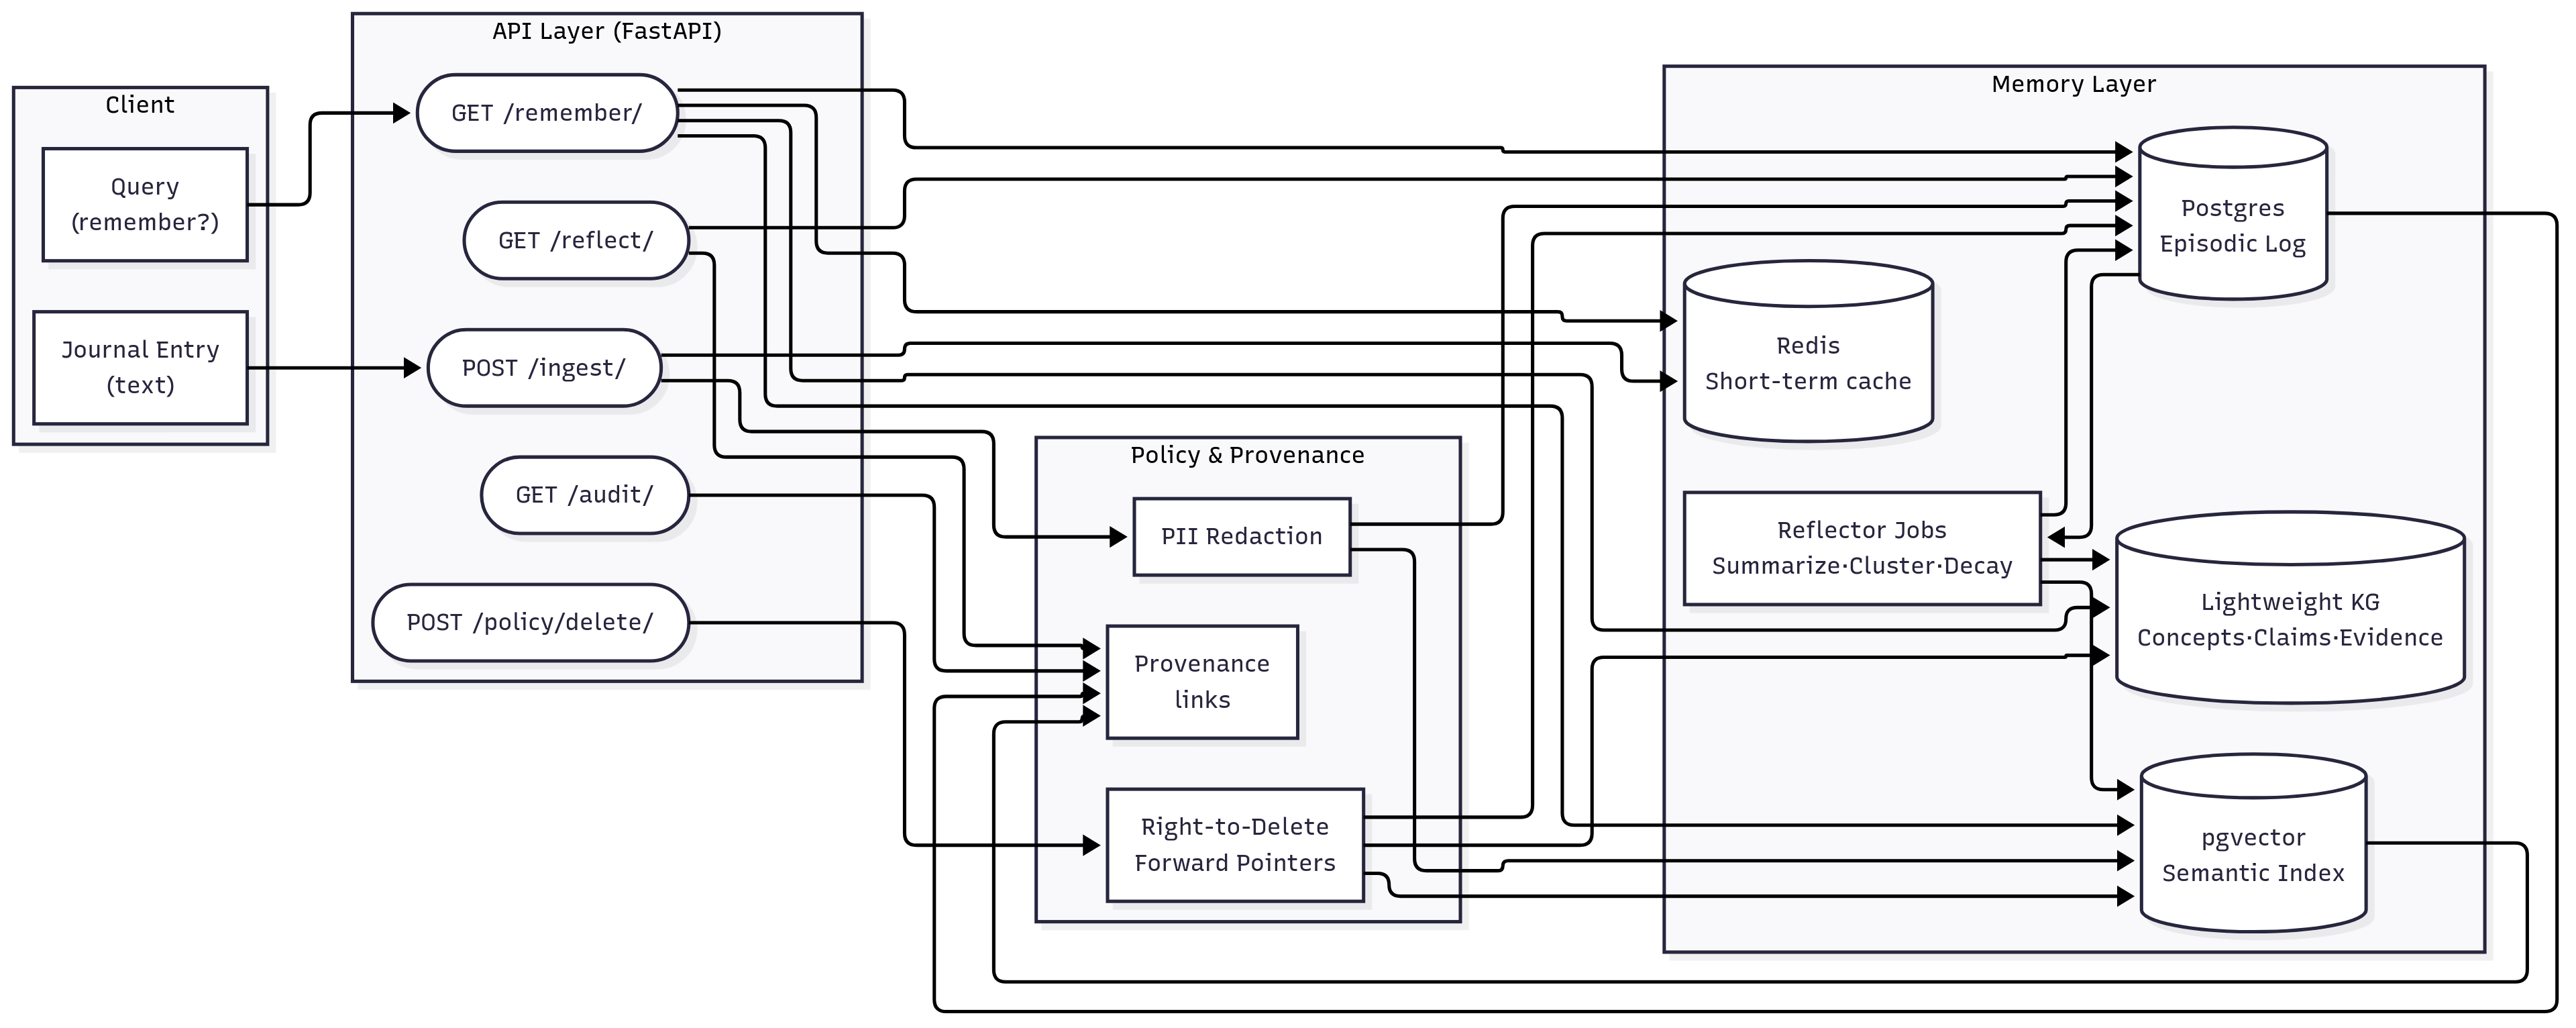 Client
Query
(remember?)
Journal Entry
(text)
API Layer (FastAPI)
GET /remember/
GET /reflect/
POST /ingest/
GET /audit/
POST /policy/delete/
Policy & Provenance
PII Redaction
Provenance
links
Right-to-Delete
Forward Pointers
Memory Layer
Postgres
Episodic Log
Redis
Short-term cache
Reflector Jobs
Summarize·Cluster·Decay
Lightweight KG
Concepts·Claims·Evidence
pgvector
Semantic Index